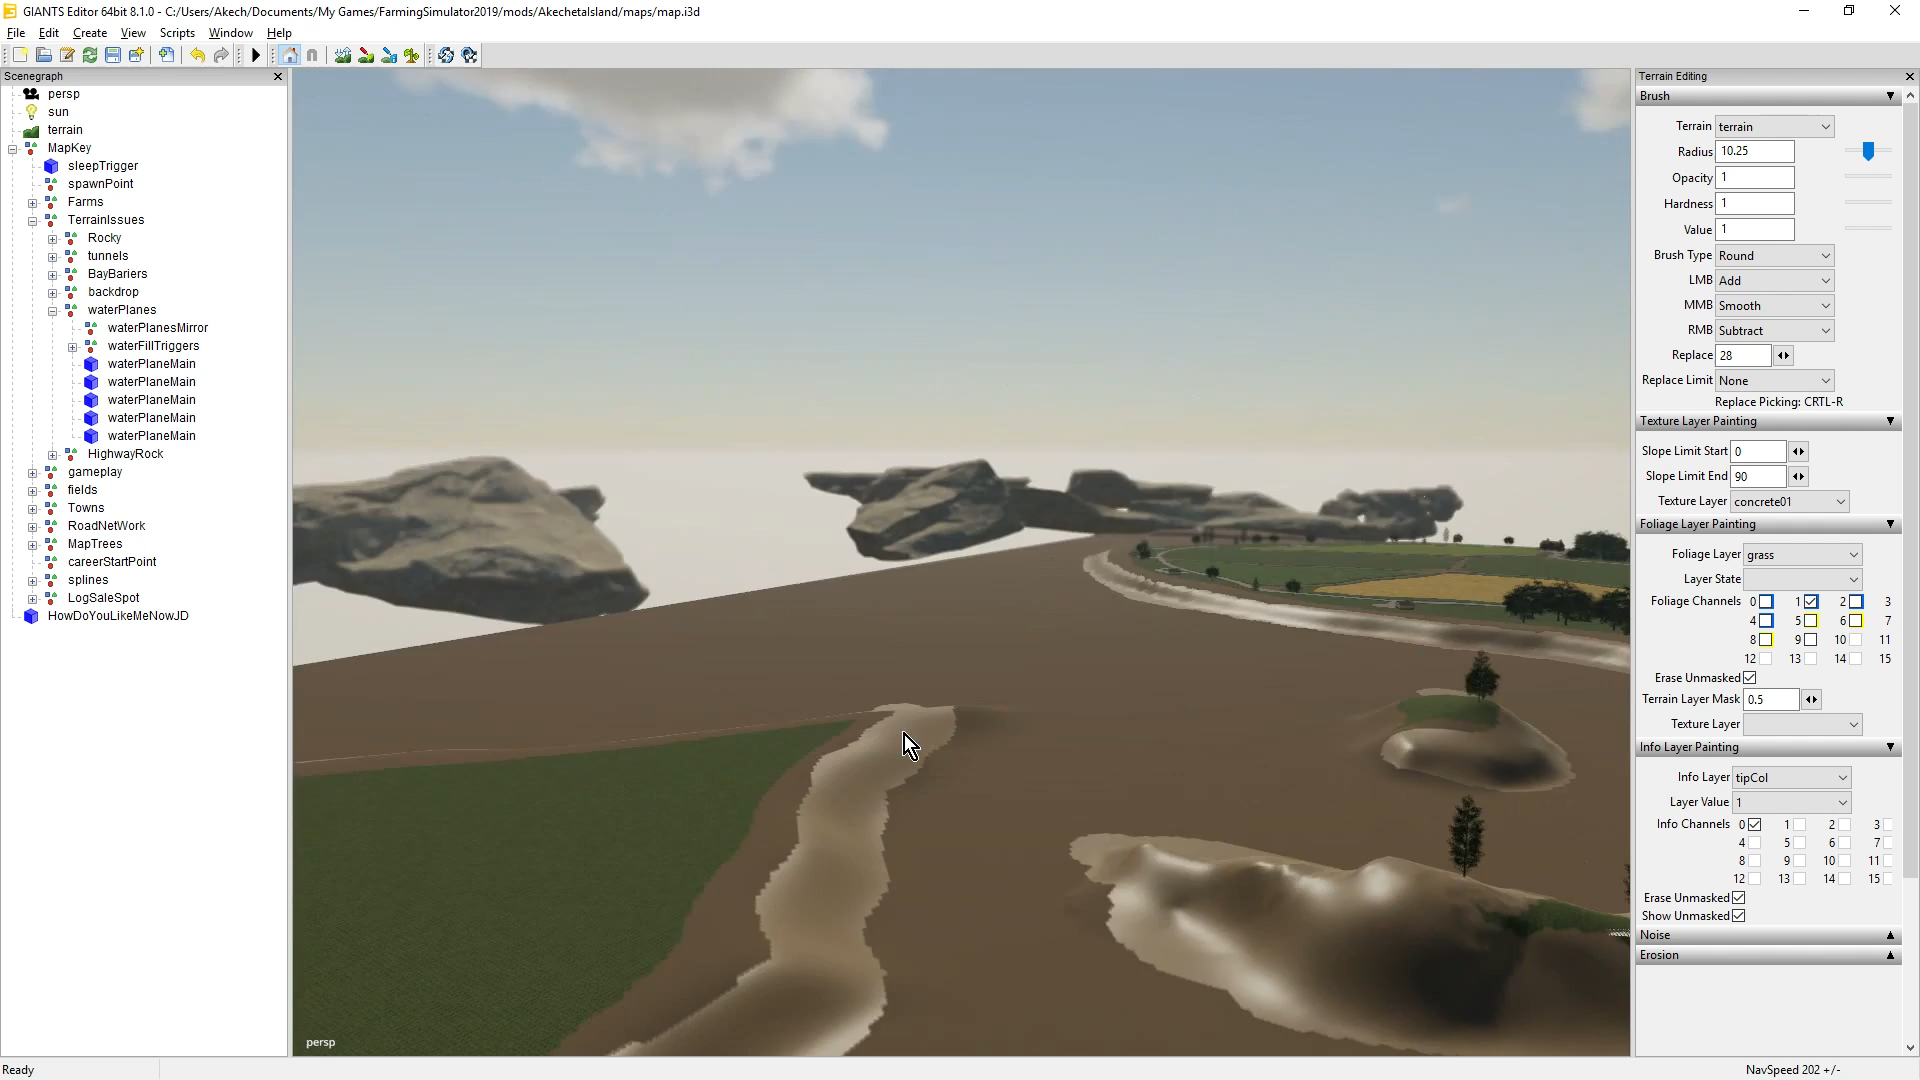 GIANTS Editor 64bit 8.1.0 - C:/Users/Akech/Documents/My Games/FarmingSimulator2019/mods/AkechetaIsland/maps/map.i3d
File Edit Create View Scripts Window Help
Scenegraph
persp
sun
terrain
MapKey
sleepTrigger
spawnPoint
Farms
TerrainIssues
Rocky
tunnels
BayBariers
backdrop
waterPlanes
waterPlanesMirror
waterFillTriggers
waterPlaneMain
waterPlaneMain
waterPlaneMain
waterPlaneMain
waterPlaneMain
HighwayRock
gameplay
fields
Towns
RoadNetWork
MapTrees
careerStartPoint
splines
LogSaleSpot
HowDoYouLikeMeNowJD
persp
Terrain Editing
Brush
Terrain terrain
Radius 10.25
Opacity 1
Hardness 1
Value 1
Brush Type Round
LMB Add
MMB Smooth
RMB Subtract
Replace 28
Replace Limit None
Replace Picking: CRTL-R
Texture Layer Painting
Slope Limit Start 0
Slope Limit End 90
Texture Layer concrete01
Foliage Layer Painting
Foliage Layer grass
Layer State
Foliage Channels 0 1 2 3
4 5 6 7
8 9 10 11
12 13 14 15
Erase Unmasked
Terrain Layer Mask 0.5
Texture Layer
Info Layer Painting
Info Layer tipCol
Layer Value 1
Info Channels 0 1 2 3
4 5 6 7
8 9 10 11
12 13 14 15
Erase Unmasked
Show Unmasked
Noise
Erosion
Ready
NavSpeed 202 +/-